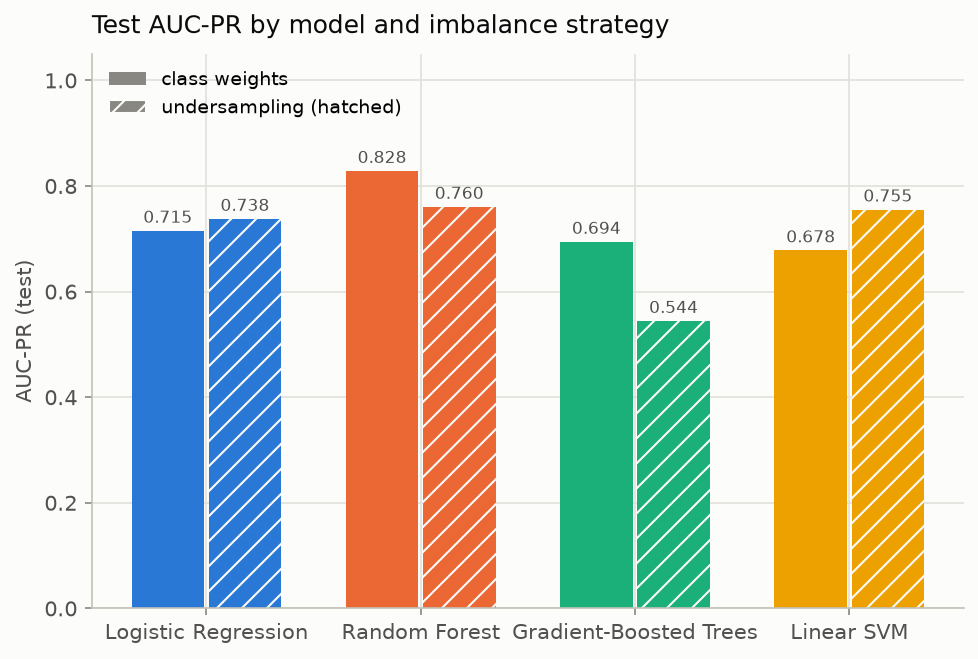 Test AUC-PR by model and imbalance strategy
class weights
undersampling (hatched)
AUC-PR (test)
1.0
0.8
0.6
0.4
0.2
0.0
0.715
0.738
0.828
0.760
0.694
0.544
0.678
0.755
Logistic Regression
Random Forest
Gradient-Boosted Trees
Linear SVM